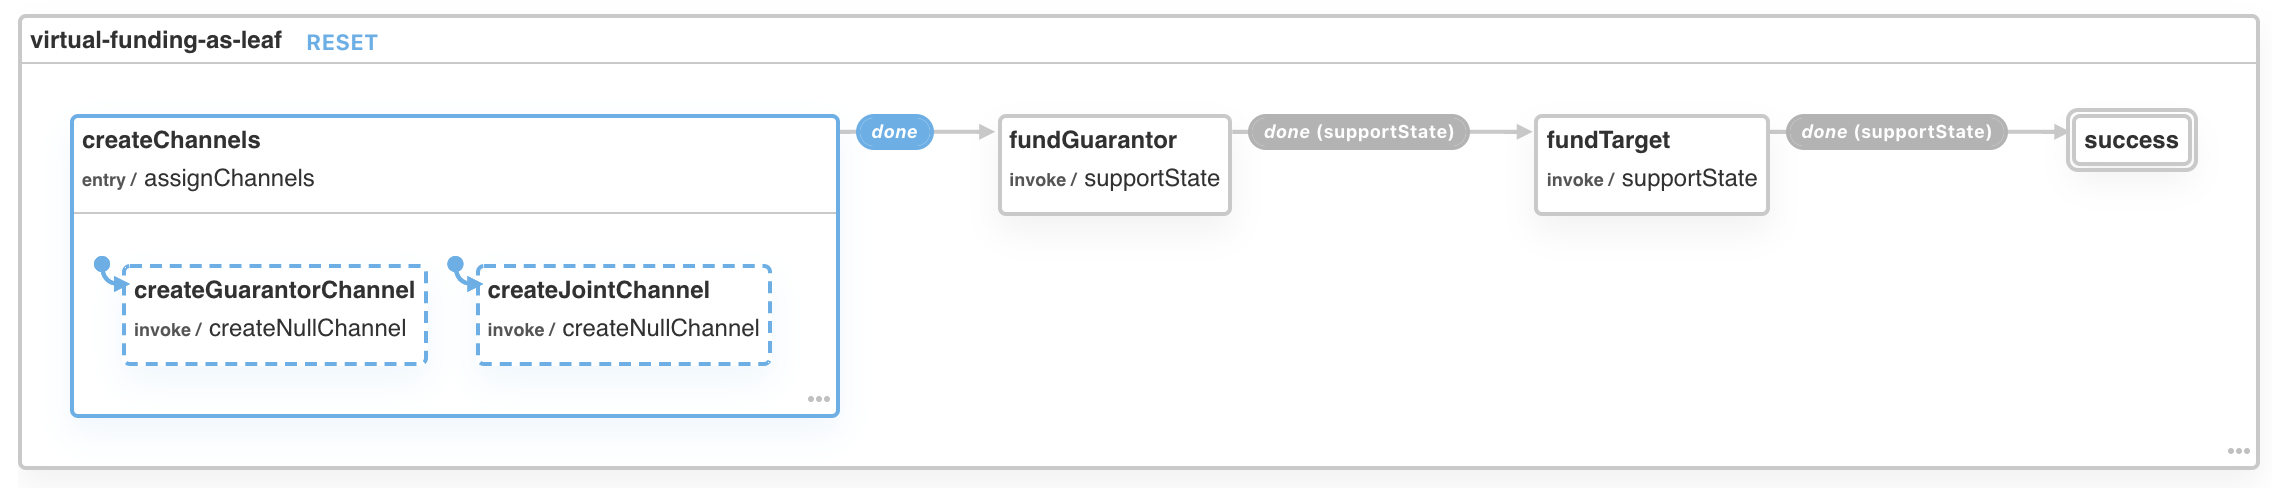 virtual-funding-as-leaf RESET
createChannels
entry / assignChannels
createGuarantorChannel
invoke / createNullChannel
createJointChannel
invoke / createNullChannel
done
fundGuarantor
invoke / supportState
done (supportState)
fundTarget
invoke / supportState
done (supportState)
success